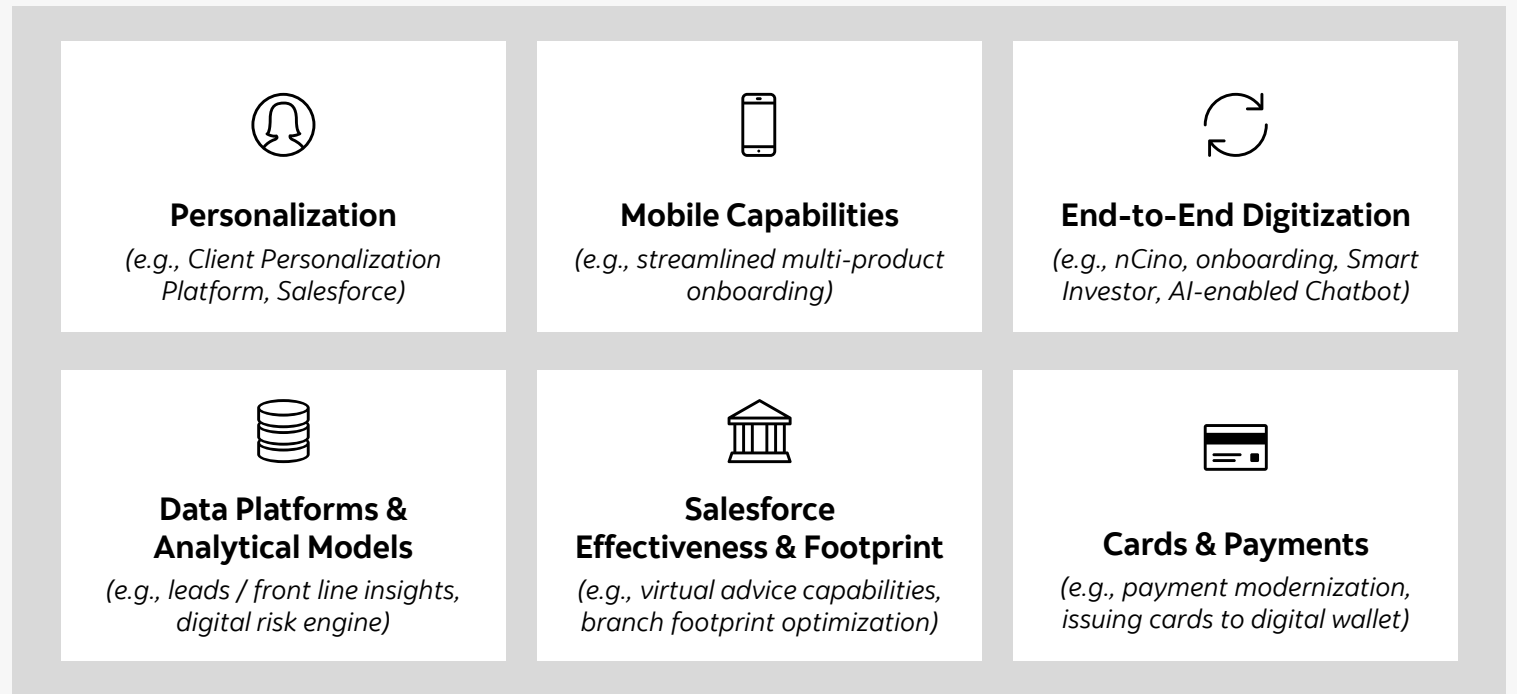 Personalization
(e.g., Client Personalization
Platform, Salesforce)
Mobile Capabilities
(e.g., streamlined multi-product
onboarding)
End-to-End Digitization
(e.g., nCino, onboarding, Smart
Investor, AI-enabled Chatbot)
Data Platforms &
Analytical Models
(e.g., leads / front line insights,
digital risk engine)
Salesforce
Effectiveness & Footprint
(e.g., virtual advice capabilities,
branch footprint optimization)
Cards & Payments
(e.g., payment modernization,
issuing cards to digital wallet)